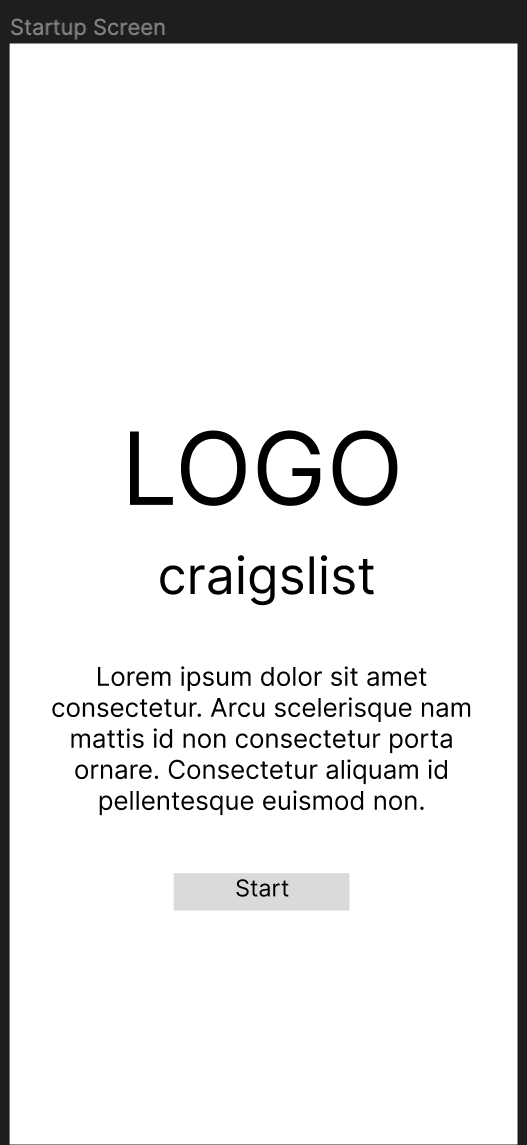 Startup Screen
LOGO
craigslist
Lorem ipsum dolor sit amet
consectetur. Arcu scelerisque nam
mattis id non consectetur porta
ornare. Consectetur aliquam id
pellentesque euismod non.
Start